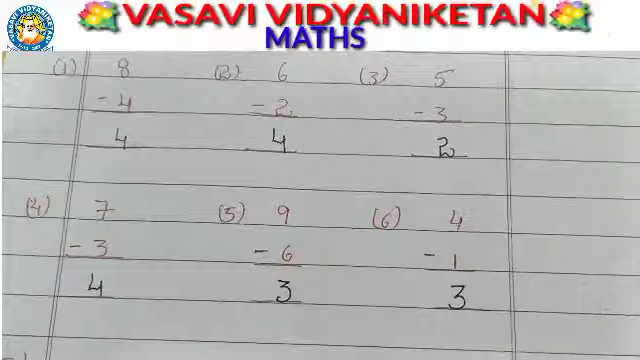 VASAVI VIDYANIKETAN
MATHS
(1) 8 (2) 6 (3) 5
- 4 - 2 - 3
4 4 2
(4) 7 (5) 9 (6) 4
- 3 - 6 - 1
4 3 3